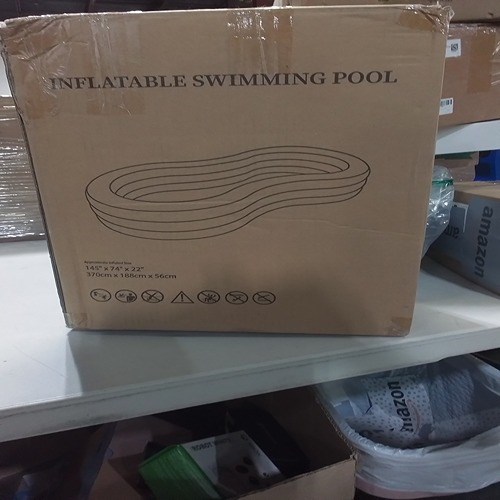 INFLATABLE SWIMMING POOL
145" x 74" x 22"
370cm x 188cm x 56cm
amazon
amazon